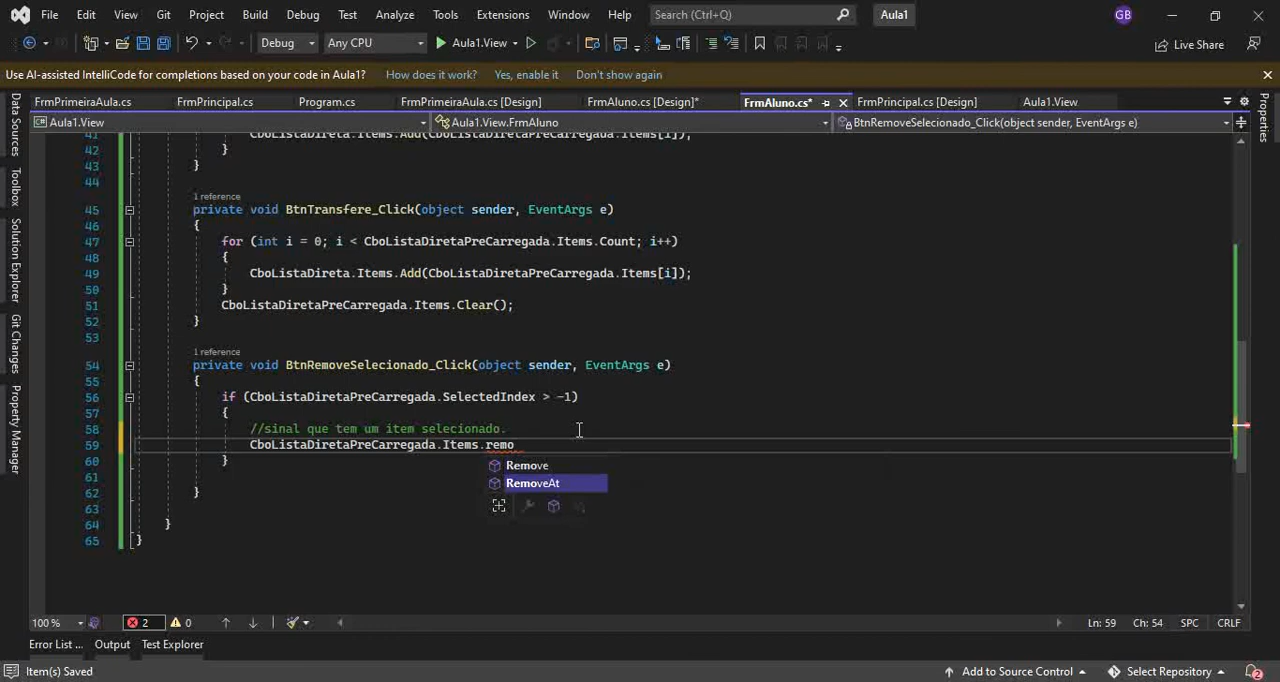 File Edit View Git Project Build Debug Test Analyze Tools Extensions Window Help Search (Ctrl+Q) Aula1 GB
Debug Any CPU Aula1.View Live Share
Use AI-assisted IntelliCode for completions based on your code in Aula1? How does it work? Yes, enable it Don't show again
FrmPrimeiraAula.cs FrmPrincipal.cs Program.cs FrmPrimeiraAula.cs [Design] FrmAluno.cs [Design]* FrmAluno.cs* FrmPrincipal.cs [Design] Aula1.View
Aula1.View Aula1.View.FrmAluno BtnRemoveSelecionado_Click(object sender, EventArgs e)
Data Sources
Toolbox
Solution Explorer
Git Changes
Property Manager
Properties
41 CboListaDireta.Items.Add(CboListaDiretaPreCarregada.Items[i]);
42 }
43 }
44
1 reference
45 private void BtnTransfere_Click(object sender, EventArgs e)
46 {
47 for (int i = 0; i < CboListaDiretaPreCarregada.Items.Count; i++)
48 {
49 CboListaDireta.Items.Add(CboListaDiretaPreCarregada.Items[i]);
50 }
51 CboListaDiretaPreCarregada.Items.Clear();
52 }
53
1 reference
54 private void BtnRemoveSelecionado_Click(object sender, EventArgs e)
55 {
56 if (CboListaDiretaPreCarregada.SelectedIndex > -1)
57 {
58 //sinal que tem um item selecionado.
59 CboListaDiretaPreCarregada.Items.remo
Remove
60 }
RemoveAt
61
62 }
63
64 }
65 }
100 % 2 0 Ln: 59 Ch: 54 SPC CRLF
Error List ... Output Test Explorer
Item(s) Saved Add to Source Control Select Repository 2